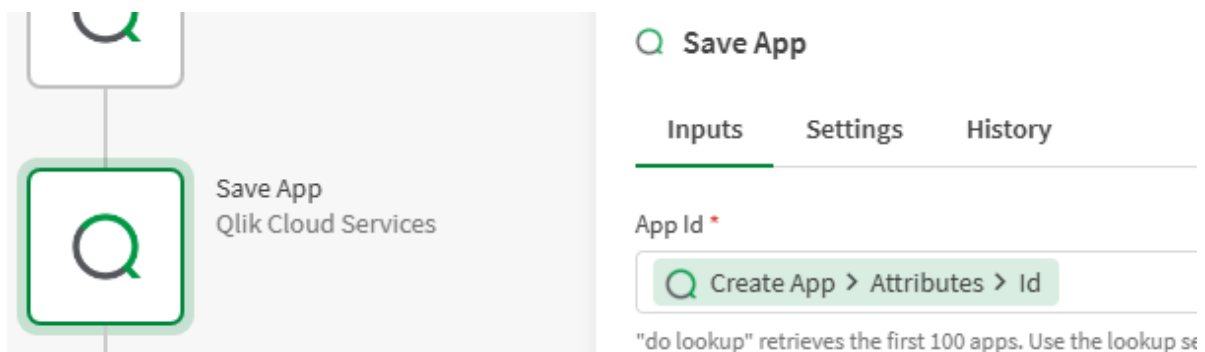 Save App
Qlik Cloud Services
Save App
Inputs Settings History
App Id *
Create App > Attributes > Id
"do lookup" retrieves the first 100 apps. Use the lookup